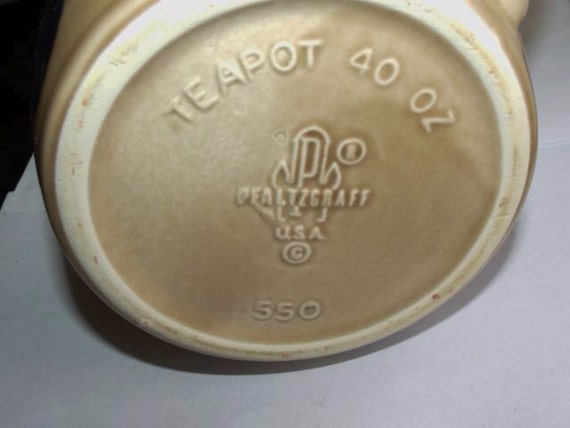 TEAPOT 40 OZ
P ®
PFALTZGRAFF
U.S.A
©
550